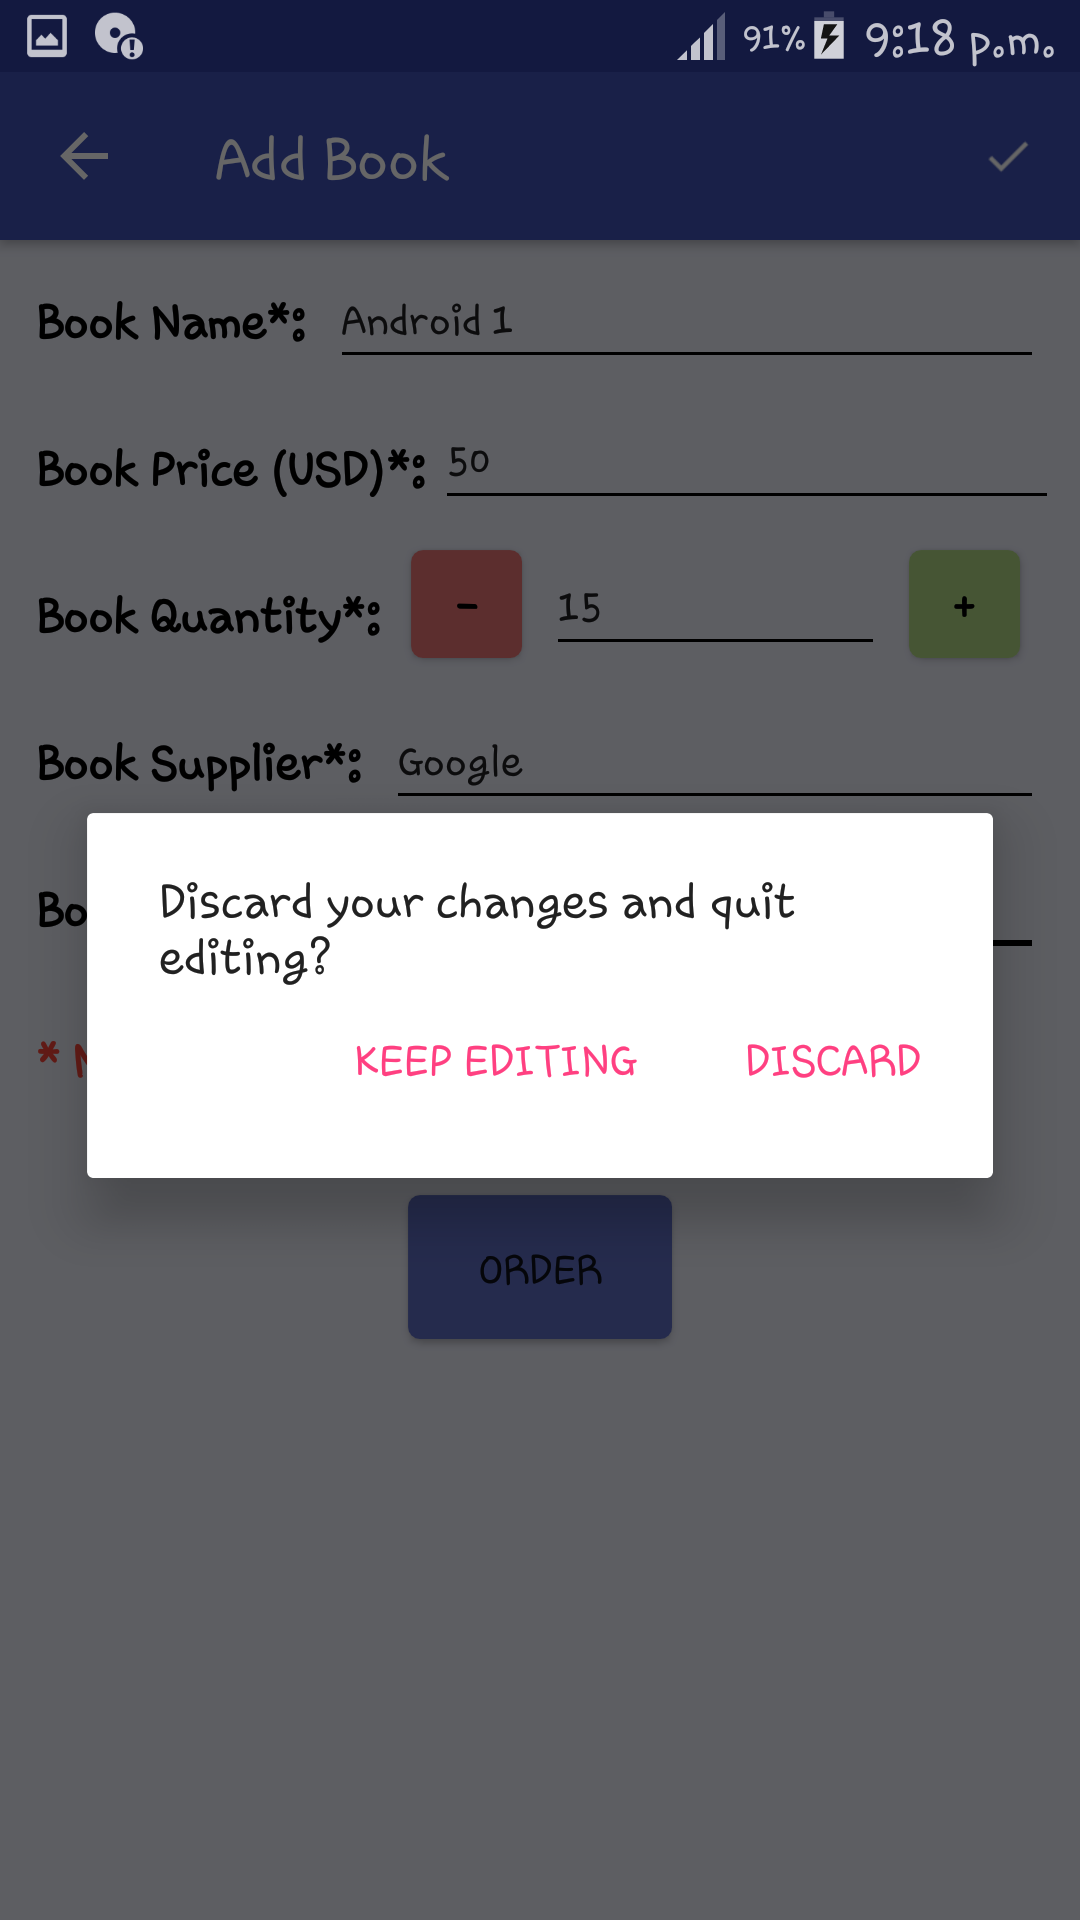 91% 9:18 p.m.
Add Book
Book Name*: Android 1
Book Price (USD)*: 50
Book Quantity*: - 15 +
Book Supplier*: Google
Discard your changes and quit
editing?
KEEP EDITING DISCARD
ORDER